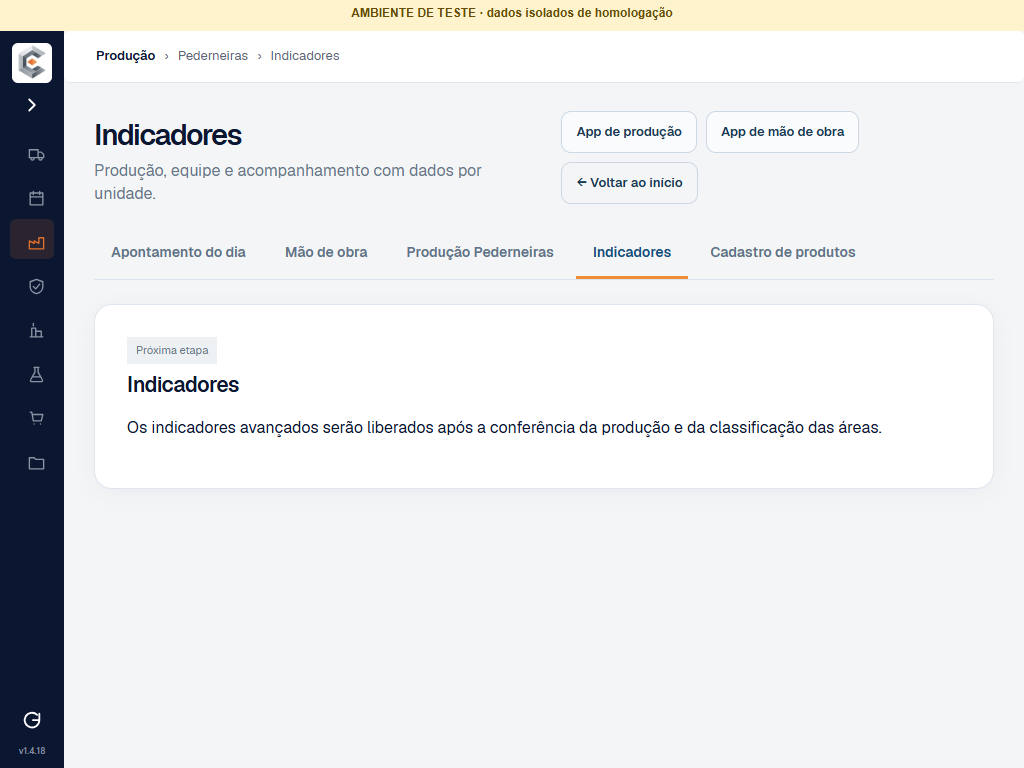 AMBIENTE DE TESTE · dados isolados de homologação
Produção › Pederneiras › Indicadores
Indicadores
Produção, equipe e acompanhamento com dados por
unidade.
App de produção
App de mão de obra
← Voltar ao início
Apontamento do dia
Mão de obra
Produção Pederneiras
Indicadores
Cadastro de produtos
Próxima etapa
Indicadores
Os indicadores avançados serão liberados após a conferência da produção e da classificação das áreas.
v1.4.18